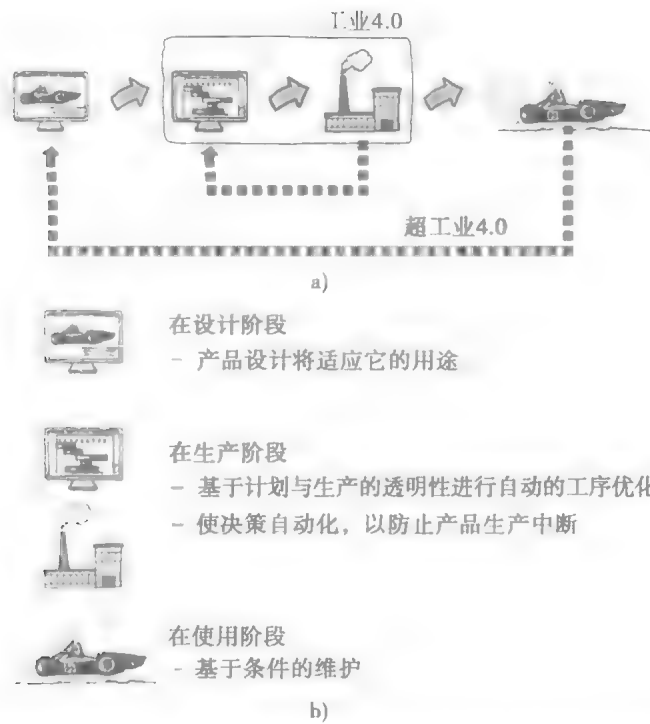 工业4.0
超工业4.0
a)
在设计阶段
- 产品设计将适应它的用途
在生产阶段
- 基于计划与生产的透明性进行自动的工序优化
- 使决策自动化，以防止产品生产中断
在使用阶段
- 基于条件的维护
b)